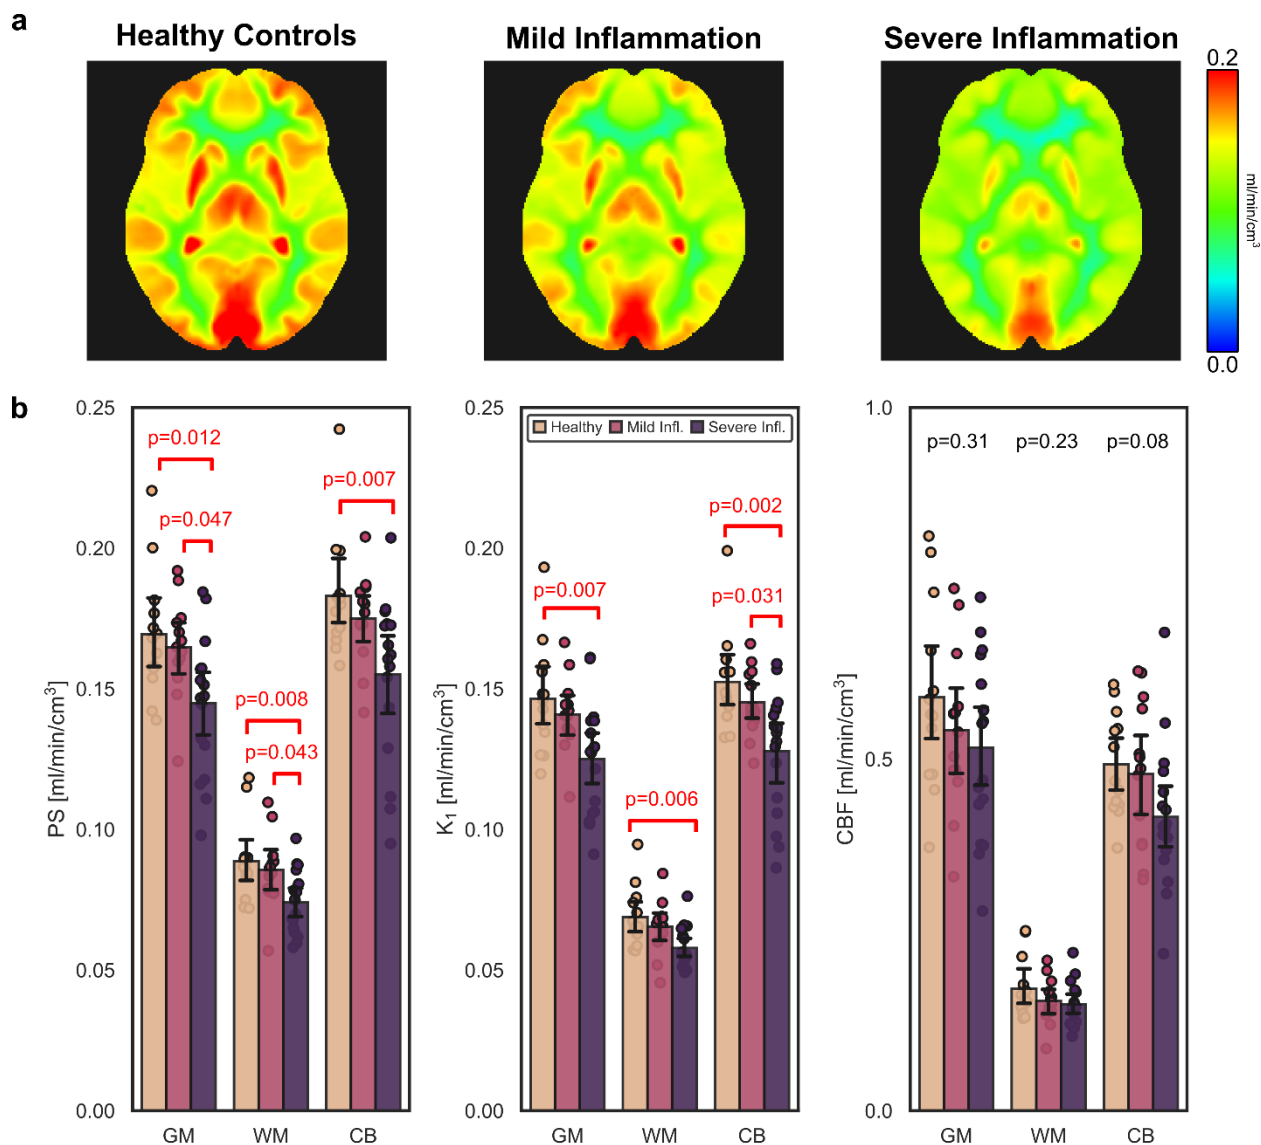 a
Healthy Controls
Mild Inflammation
Severe Inflammation
0.2
ml/min/cm³
0.0
b
PS [ml/min/cm³]
0.25
0.20
0.15
0.10
0.05
0.00
p=0.012
p=0.047
p=0.008
p=0.043
p=0.007
GM
WM
CB
K₁ [ml/min/cm³]
0.25
0.20
0.15
0.10
0.05
0.00
Healthy
Mild Infl.
Severe Infl.
p=0.007
p=0.006
p=0.002
p=0.031
GM
WM
CB
CBF [ml/min/cm³]
1.0
0.5
0.0
p=0.31
p=0.23
p=0.08
GM
WM
CB